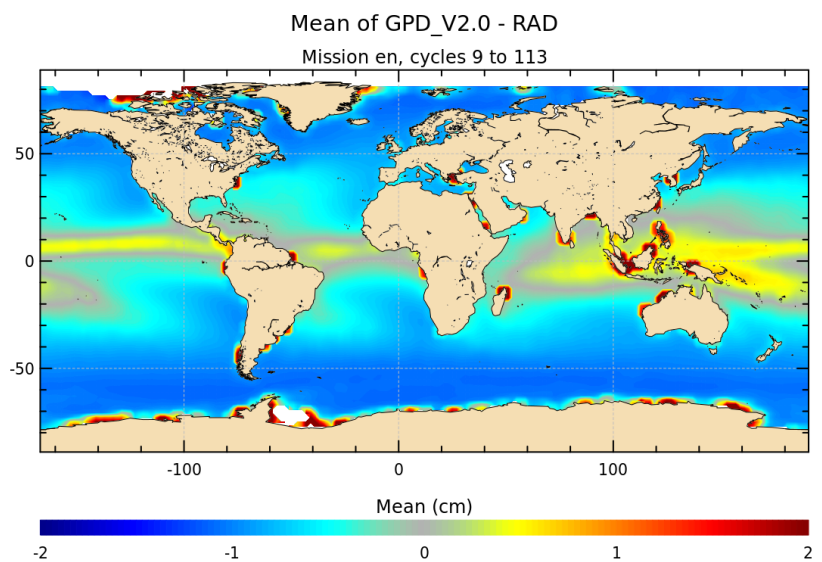 Mean of GPD_V2.0 - RAD
Mission en, cycles 9 to 113
50
0
-50
-100 0 100
Mean (cm)
-2 -1 0 1 2